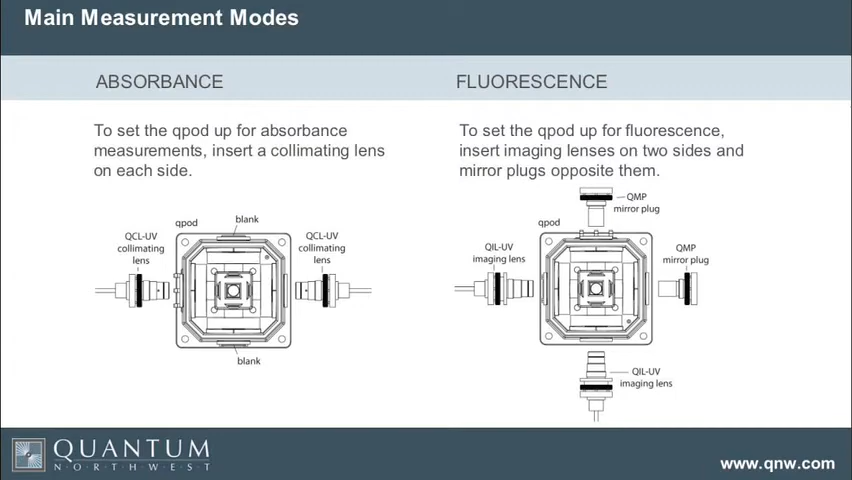 Main Measurement Modes
ABSORBANCE
To set the qpod up for absorbance
measurements, insert a collimating lens
on each side.
qpod
blank
QCL-UV
collimating
lens
QCL-UV
collimating
lens
blank
FLUORESCENCE
To set the qpod up for fluorescence,
insert imaging lenses on two sides and
mirror plugs opposite them.
QMP
mirror plug
qpod
QIL-UV
imaging lens
QMP
mirror plug
QIL-UV
imaging lens
QUANTUM
N·O·R·T·H·W·E·S·T
www.qnw.com